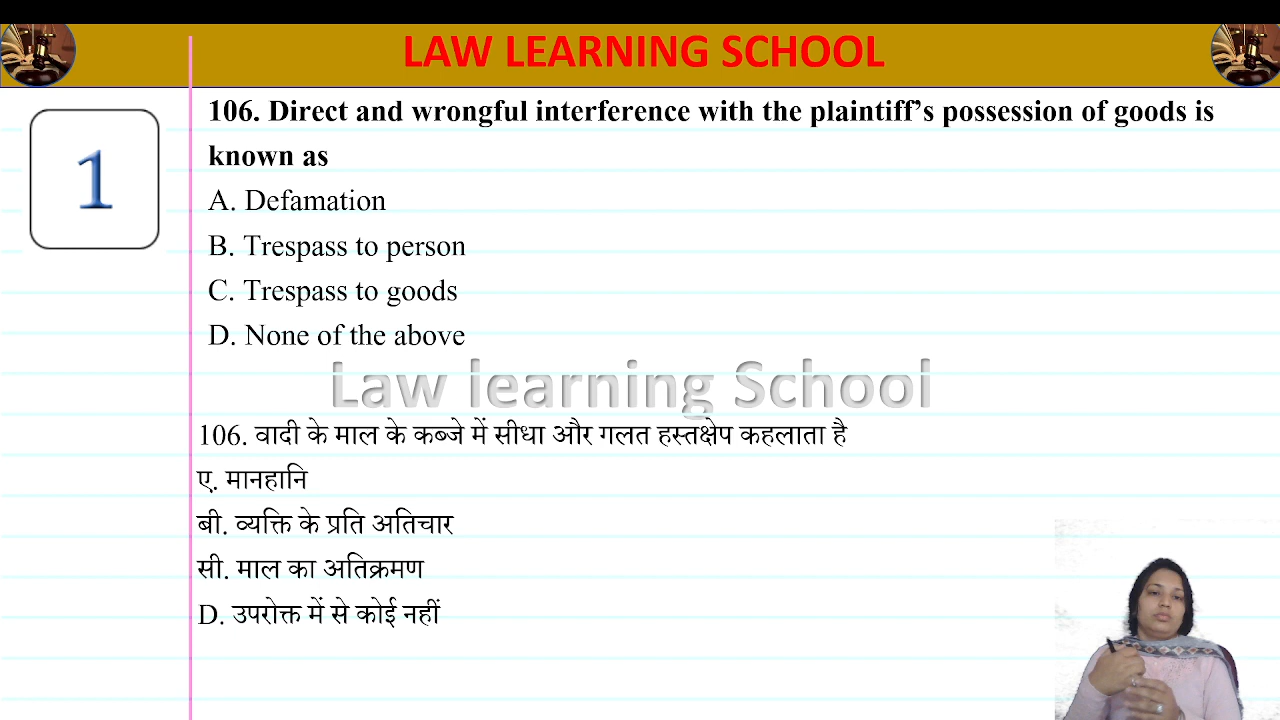 LAW LEARNING SCHOOL
1
106. Direct and wrongful interference with the plaintiff’s possession of goods is
known as
A. Defamation
B. Trespass to person
C. Trespass to goods
D. None of the above
Law learning School
106. वादी के माल के कब्जे में सीधा और गलत हस्तक्षेप कहलाता है
ए. मानहानि
बी. व्यक्ति के प्रति अतिचार
सी. माल का अतिक्रमण
D. उपरोक्त में से कोई नहीं